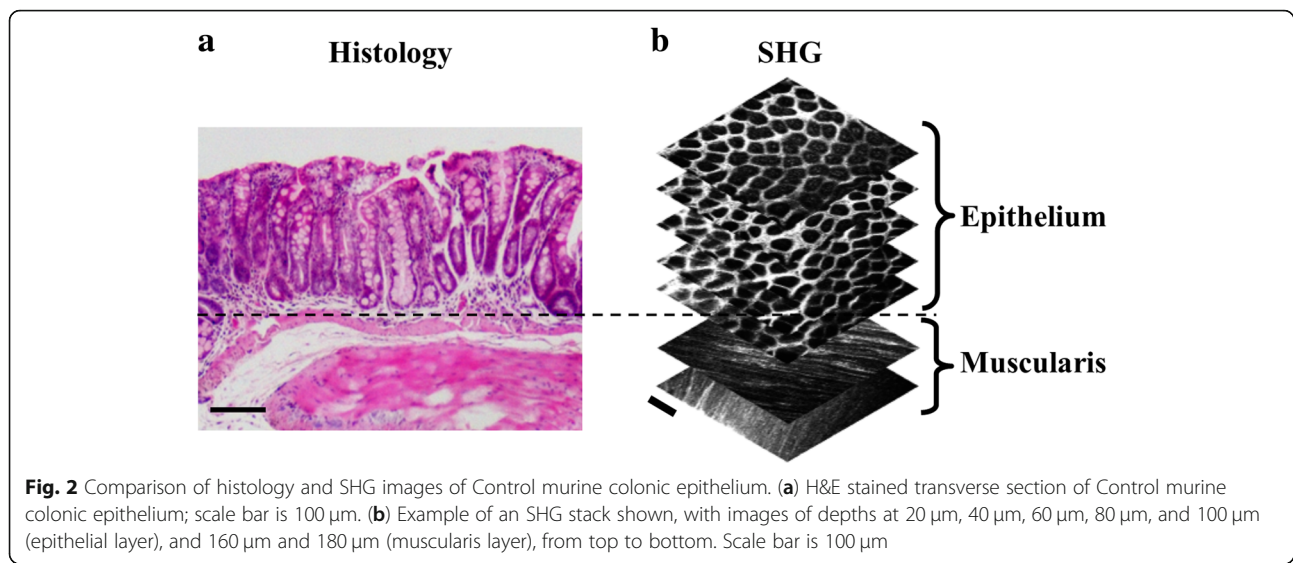 a
Histology
b
SHG
Epithelium
Muscularis
Fig. 2 Comparison of histology and SHG images of Control murine colonic epithelium. (a) H&E stained transverse section of Control murine
colonic epithelium; scale bar is 100 μm. (b) Example of an SHG stack shown, with images of depths at 20 μm, 40 μm, 60 μm, 80 μm, and 100 μm
(epithelial layer), and 160 μm and 180 μm (muscularis layer), from top to bottom. Scale bar is 100 μm